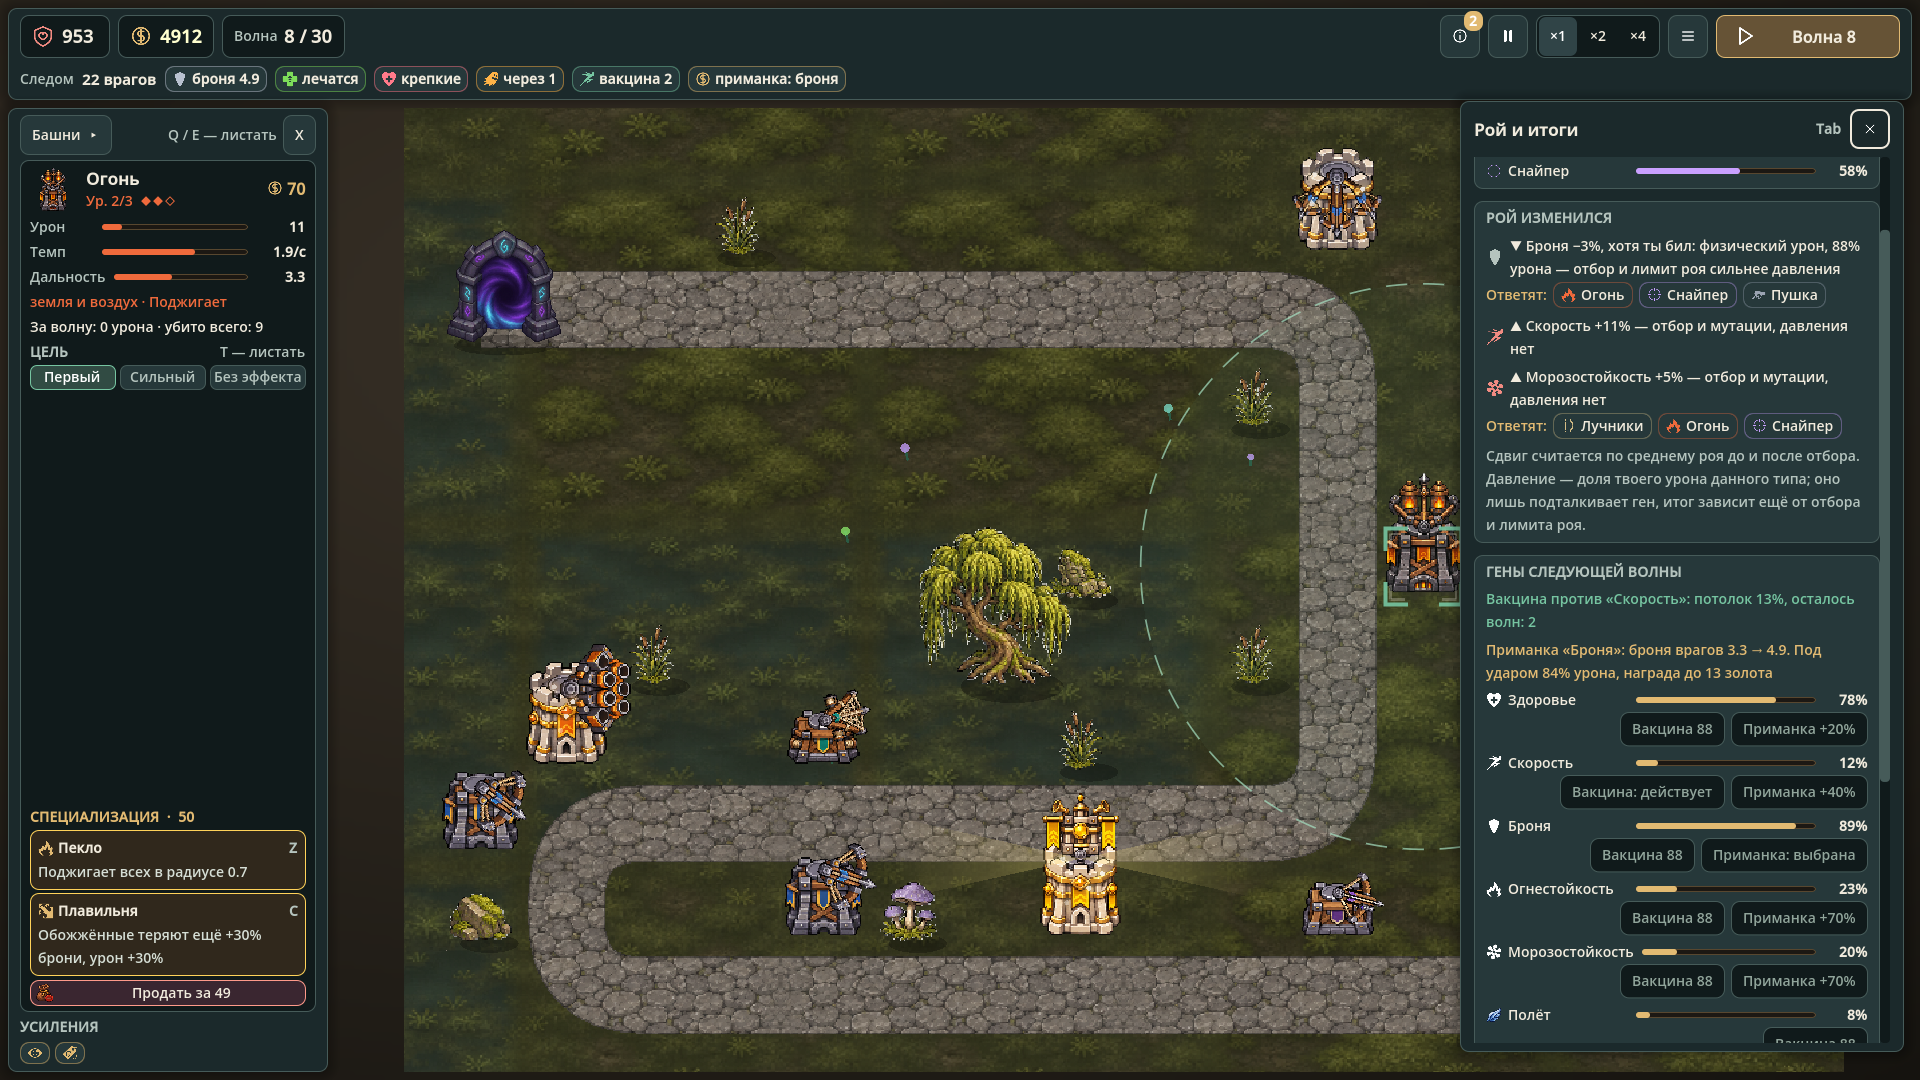 953
4912
Волна 8 / 30
2
×1
×2
×4
Волна 8
Следом 22 врагов
броня 4.9
лечатся
крепкие
через 1
вакцина 2
приманка: броня
Башни
Q / E — листать
X
Огонь
Ур. 2/3
70
Урон 11
Темп 1.9/с
Дальность 3.3
земля и воздух · Поджигает
За волну: 0 урона · убито всего: 9
ЦЕЛЬ
T — листать
Первый
Сильный
Без эффекта
СПЕЦИАЛИЗАЦИЯ · 50
Пекло Z
Поджигает всех в радиусе 0.7
Плавильня C
Обожжённые теряют ещё +30%
брони, урон +30%
Продать за 49
УСИЛЕНИЯ
Рой и итоги
Tab
Снайпер 58%
РОЙ ИЗМЕНИЛСЯ
▼ Броня −3%, хотя ты бил: физический урон, 88%
урона — отбор и лимит роя сильнее давления
Ответят: Огонь Снайпер Пушка
▲ Скорость +11% — отбор и мутации, давления
нет
▲ Морозостойкость +5% — отбор и мутации,
давления нет
Ответят: Лучники Огонь Снайпер
Сдвиг считается по среднему роя до и после отбора.
Давление — доля твоего урона данного типа; оно
лишь подталкивает ген, итог зависит ещё от отбора
и лимита роя.
ГЕНЫ СЛЕДУЮЩЕЙ ВОЛНЫ
Вакцина против «Скорость»: потолок 13%, осталось
волн: 2
Приманка «Броня»: броня врагов 3.3 → 4.9. Под
ударом 84% урона, награда до 13 золота
Здоровье 78%
Вакцина 88
Приманка +20%
Скорость 12%
Вакцина: действует
Приманка +40%
Броня 89%
Вакцина 88
Приманка: выбрана
Огнестойкость 23%
Вакцина 88
Приманка +70%
Морозостойкость 20%
Вакцина 88
Приманка +70%
Полёт 8%
Вакцина 88